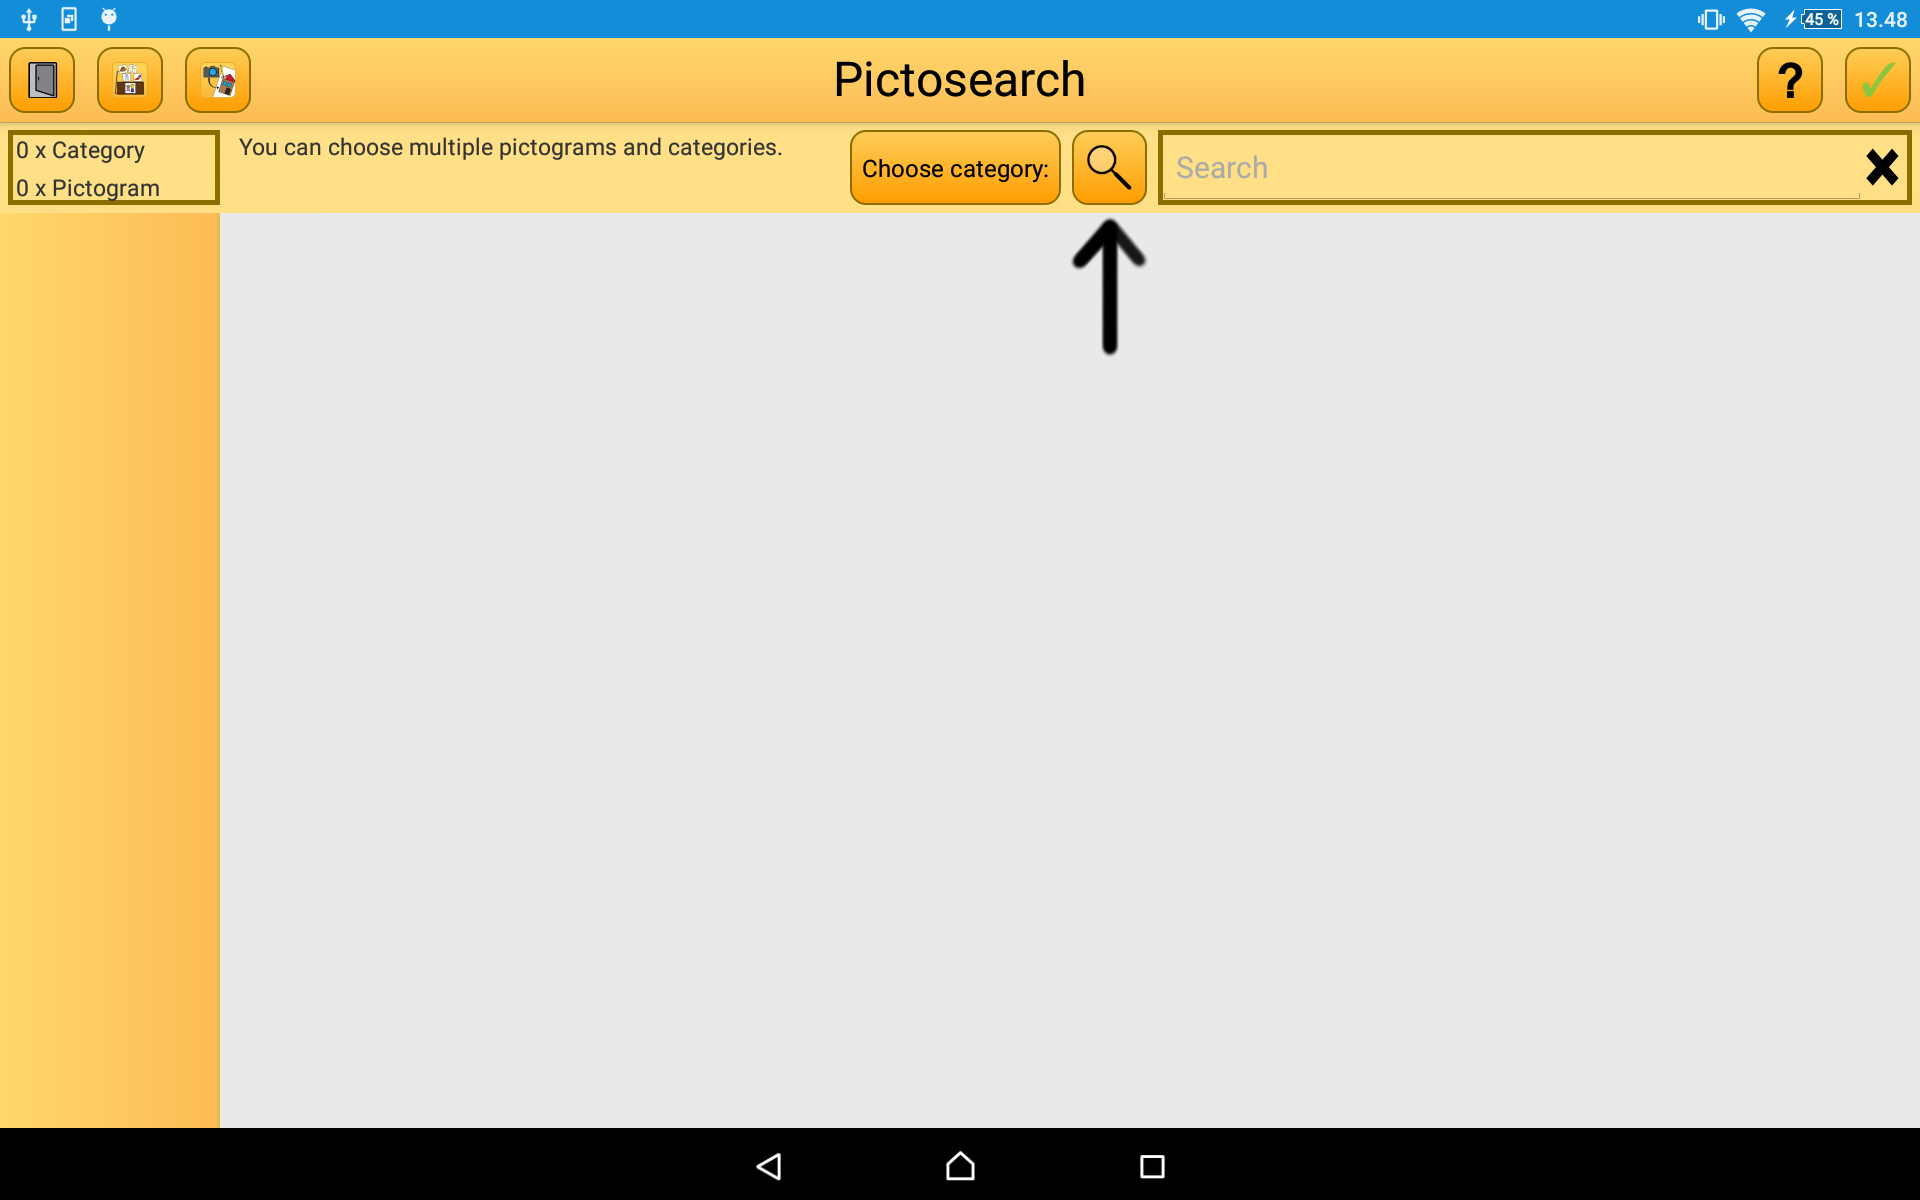 45 %
13.48
Pictosearch
?
0 x Category
0 x Pictogram
You can choose multiple pictograms and categories.
Choose category:
Search